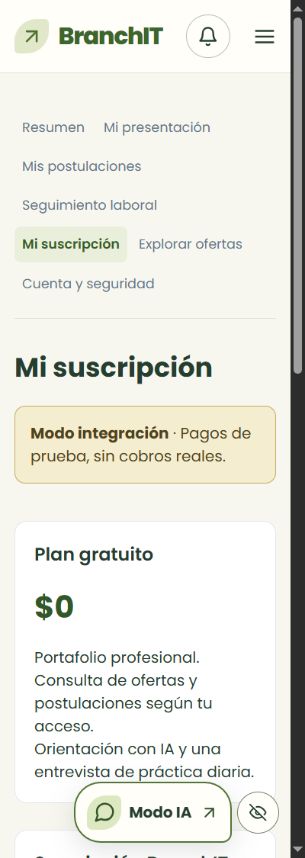 BranchIT
Resumen Mi presentación
Mis postulaciones
Seguimiento laboral
Mi suscripción Explorar ofertas
Cuenta y seguridad
Mi suscripción
Modo integración · Pagos de
prueba, sin cobros reales.
Plan gratuito
$0
Portafolio profesional.
Consulta de ofertas y
postulaciones según tu
acceso.
Orientación con IA y una
entrevista de práctica diaria.
Modo IA